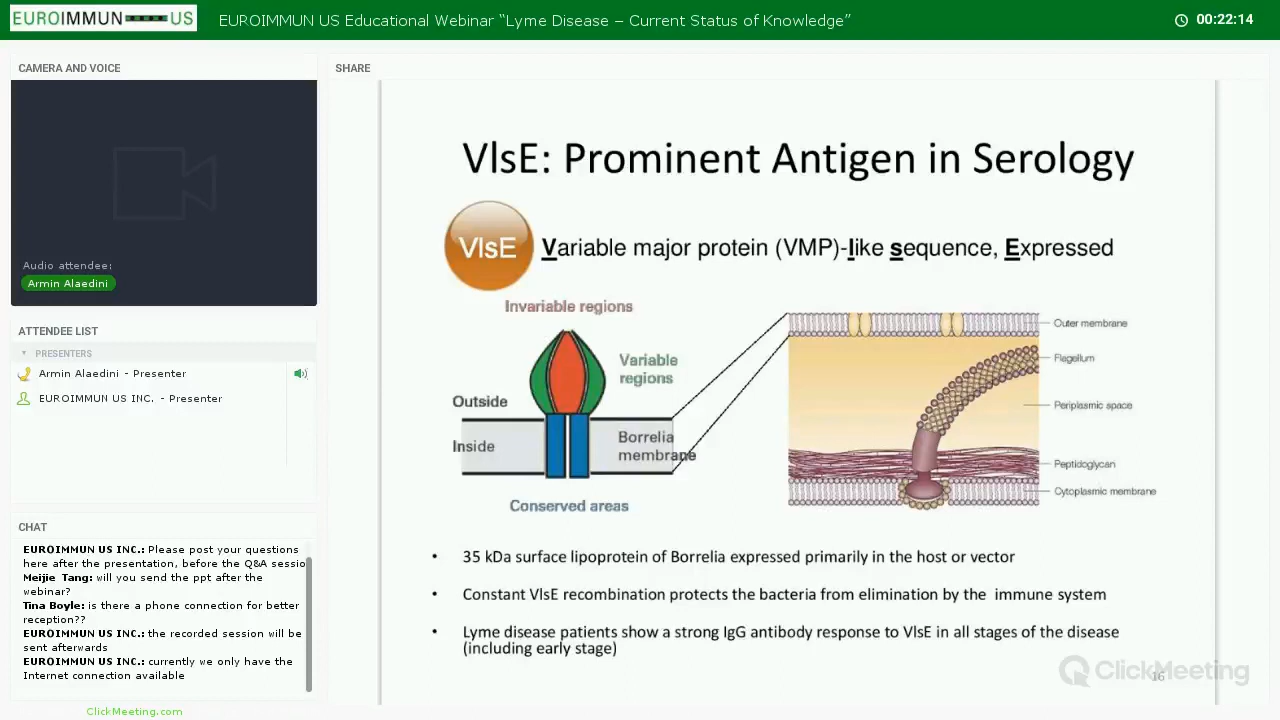 EUROIMMUN US
EUROIMMUN US Educational Webinar “Lyme Disease – Current Status of Knowledge”
00:22:14
CAMERA AND VOICE
Audio attendee:
Armin Alaedini
ATTENDEE LIST
PRESENTERS
Armin Alaedini - Presenter
EUROIMMUN US INC. - Presenter
CHAT
EUROIMMUN US INC.: Please post your questions
here after the presentation, before the Q&A sessio
Meijie Tang: will you send the ppt after the
webinar?
Tina Boyle: is there a phone connection for better
reception??
EUROIMMUN US INC.: the recorded session will be
sent afterwards
EUROIMMUN US INC.: currently we only have the
Internet connection available
ClickMeeting.com
SHARE
VlsE: Prominent Antigen in Serology
VlsE
Variable major protein (VMP)-like sequence, Expressed
Invariable regions
Variable
regions
Outside
Inside
Borrelia
membrane
Conserved areas
Outer membrane
Flagellum
Periplasmic space
Peptidoglycan
Cytoplasmic membrane
• 35 kDa surface lipoprotein of Borrelia expressed primarily in the host or vector
• Constant VlsE recombination protects the bacteria from elimination by the immune system
• Lyme disease patients show a strong IgG antibody response to VlsE in all stages of the disease
(including early stage)
ClickMeeting
16